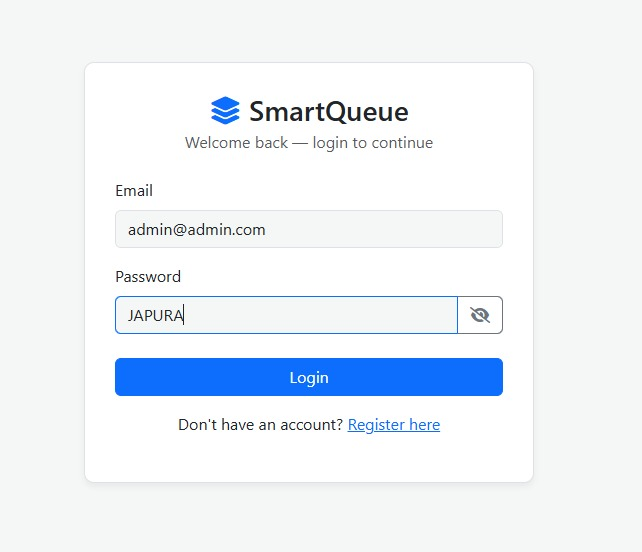 SmartQueue
Welcome back — login to continue
Email
admin@admin.com
Password
JAPURA
Login
Don't have an account? Register here